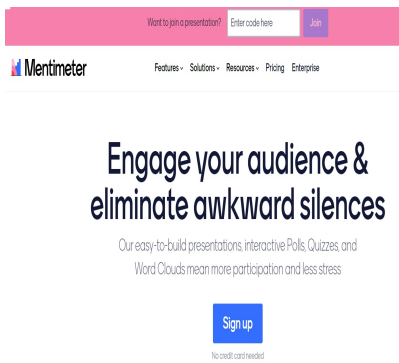 Want to join a presentation? Enter code here Join
Mentimeter Features Solutions Resources Pricing Enterprise
Engage your audience &
eliminate awkward silences
Our easy-to-build presentations, interactive Polls, Quizzes, and
Word Clouds mean more participation and less stress
Sign up
No credit card needed